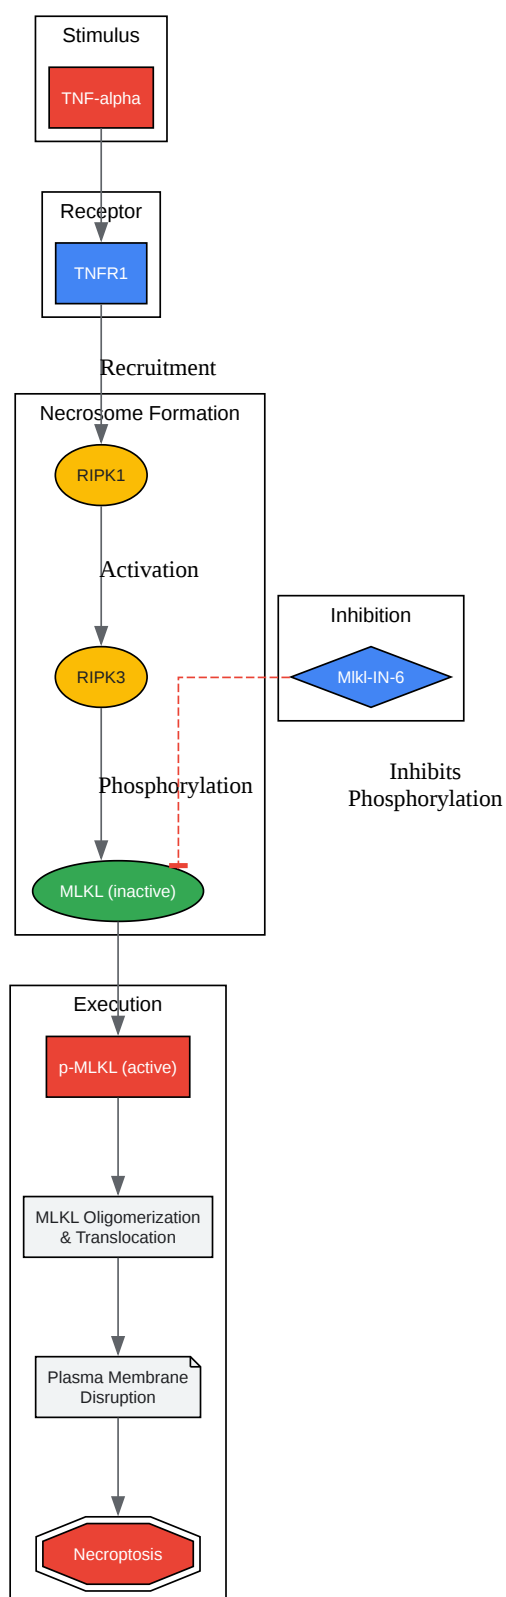 Stimulus
TNF-alpha
Receptor
TNFR1
Recruitment
Necrosome Formation
RIPK1
Activation
RIPK3
Inhibition
Mlkl-IN-6
Phosphorylation
Inhibits
Phosphorylation
MLKL (inactive)
Execution
p-MLKL (active)
MLKL Oligomerization
& Translocation
Plasma Membrane
Disruption
Necroptosis